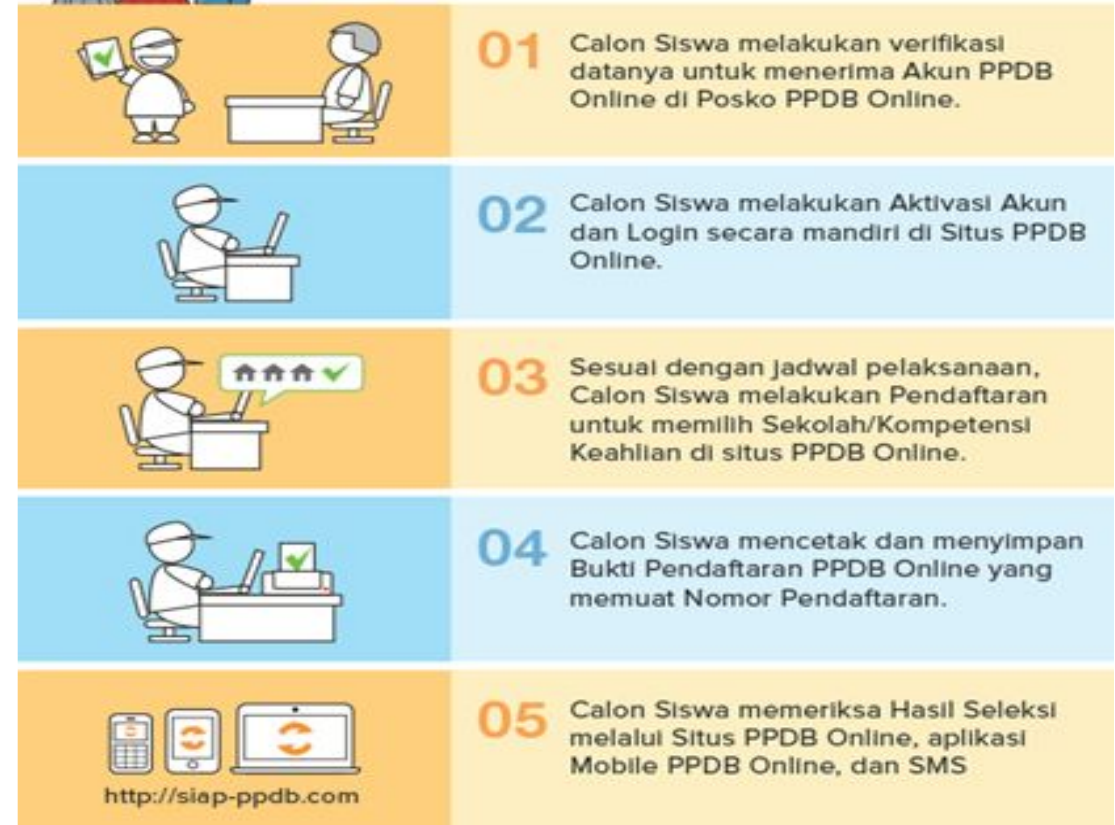 01
Calon Siswa melakukan verifikasi
datanya untuk menerima Akun PPDB
Online di Posko PPDB Online.
02
Calon Siswa melakukan Aktivasi Akun
dan Login secara mandiri di Situs PPDB
Online.
03
Sesuai dengan jadwal pelaksanaan,
Calon Siswa melakukan Pendaftaran
untuk memilih Sekolah/Kompetensi
Keahlian di situs PPDB Online.
04
Calon Siswa mencetak dan menyimpan
Bukti Pendaftaran PPDB Online yang
memuat Nomor Pendaftaran.
05
Calon Siswa memeriksa Hasil Seleksi
melalui Situs PPDB Online, aplikasi
Mobile PPDB Online, dan SMS
http://siap-ppdb.com